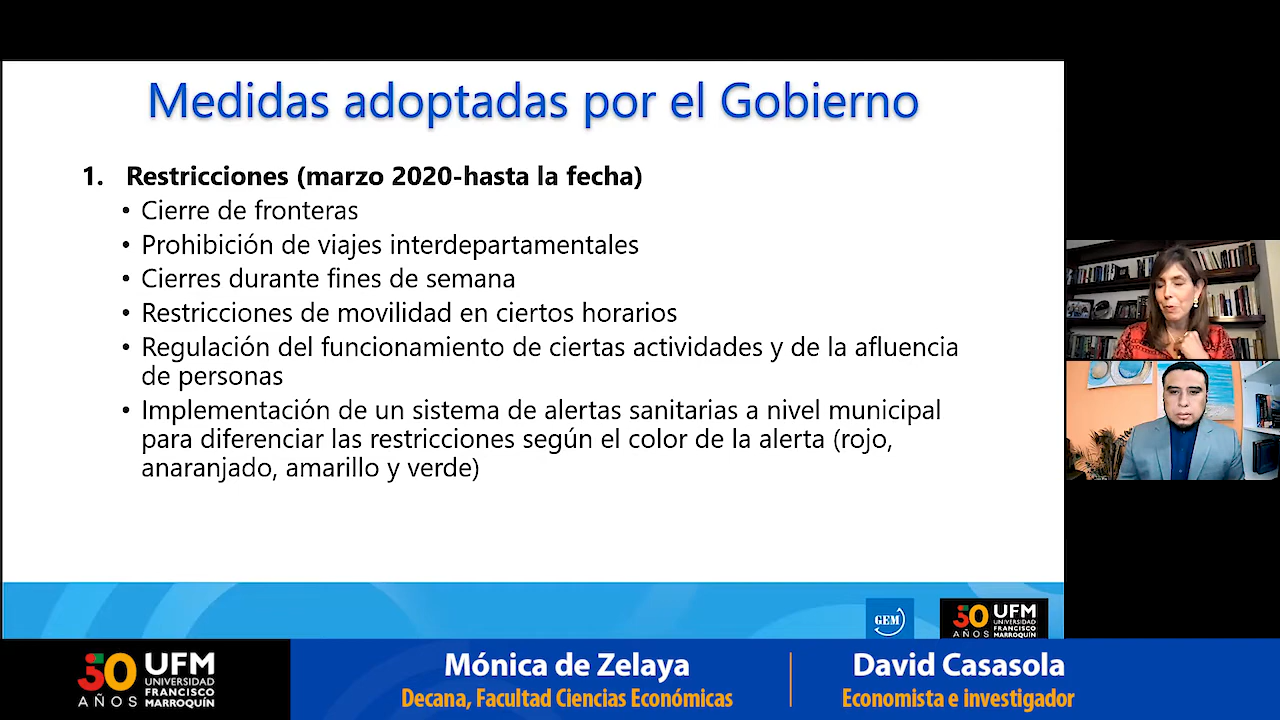 Medidas adoptadas por el Gobierno
1. Restricciones (marzo 2020-hasta la fecha)
• Cierre de fronteras
• Prohibición de viajes interdepartamentales
• Cierres durante fines de semana
• Restricciones de movilidad en ciertos horarios
• Regulación del funcionamiento de ciertas actividades y de la afluencia
de personas
• Implementación de un sistema de alertas sanitarias a nivel municipal
para diferenciar las restricciones según el color de la alerta (rojo,
anaranjado, amarillo y verde)
GEM
50
AÑOS
UFM
UNIVERSIDAD
FRANCISCO
MARROQUÍN
50
AÑOS
UFM
UNIVERSIDAD
FRANCISCO
MARROQUÍN
Mónica de Zelaya
Decana, Facultad Ciencias Económicas
David Casasola
Economista e investigador